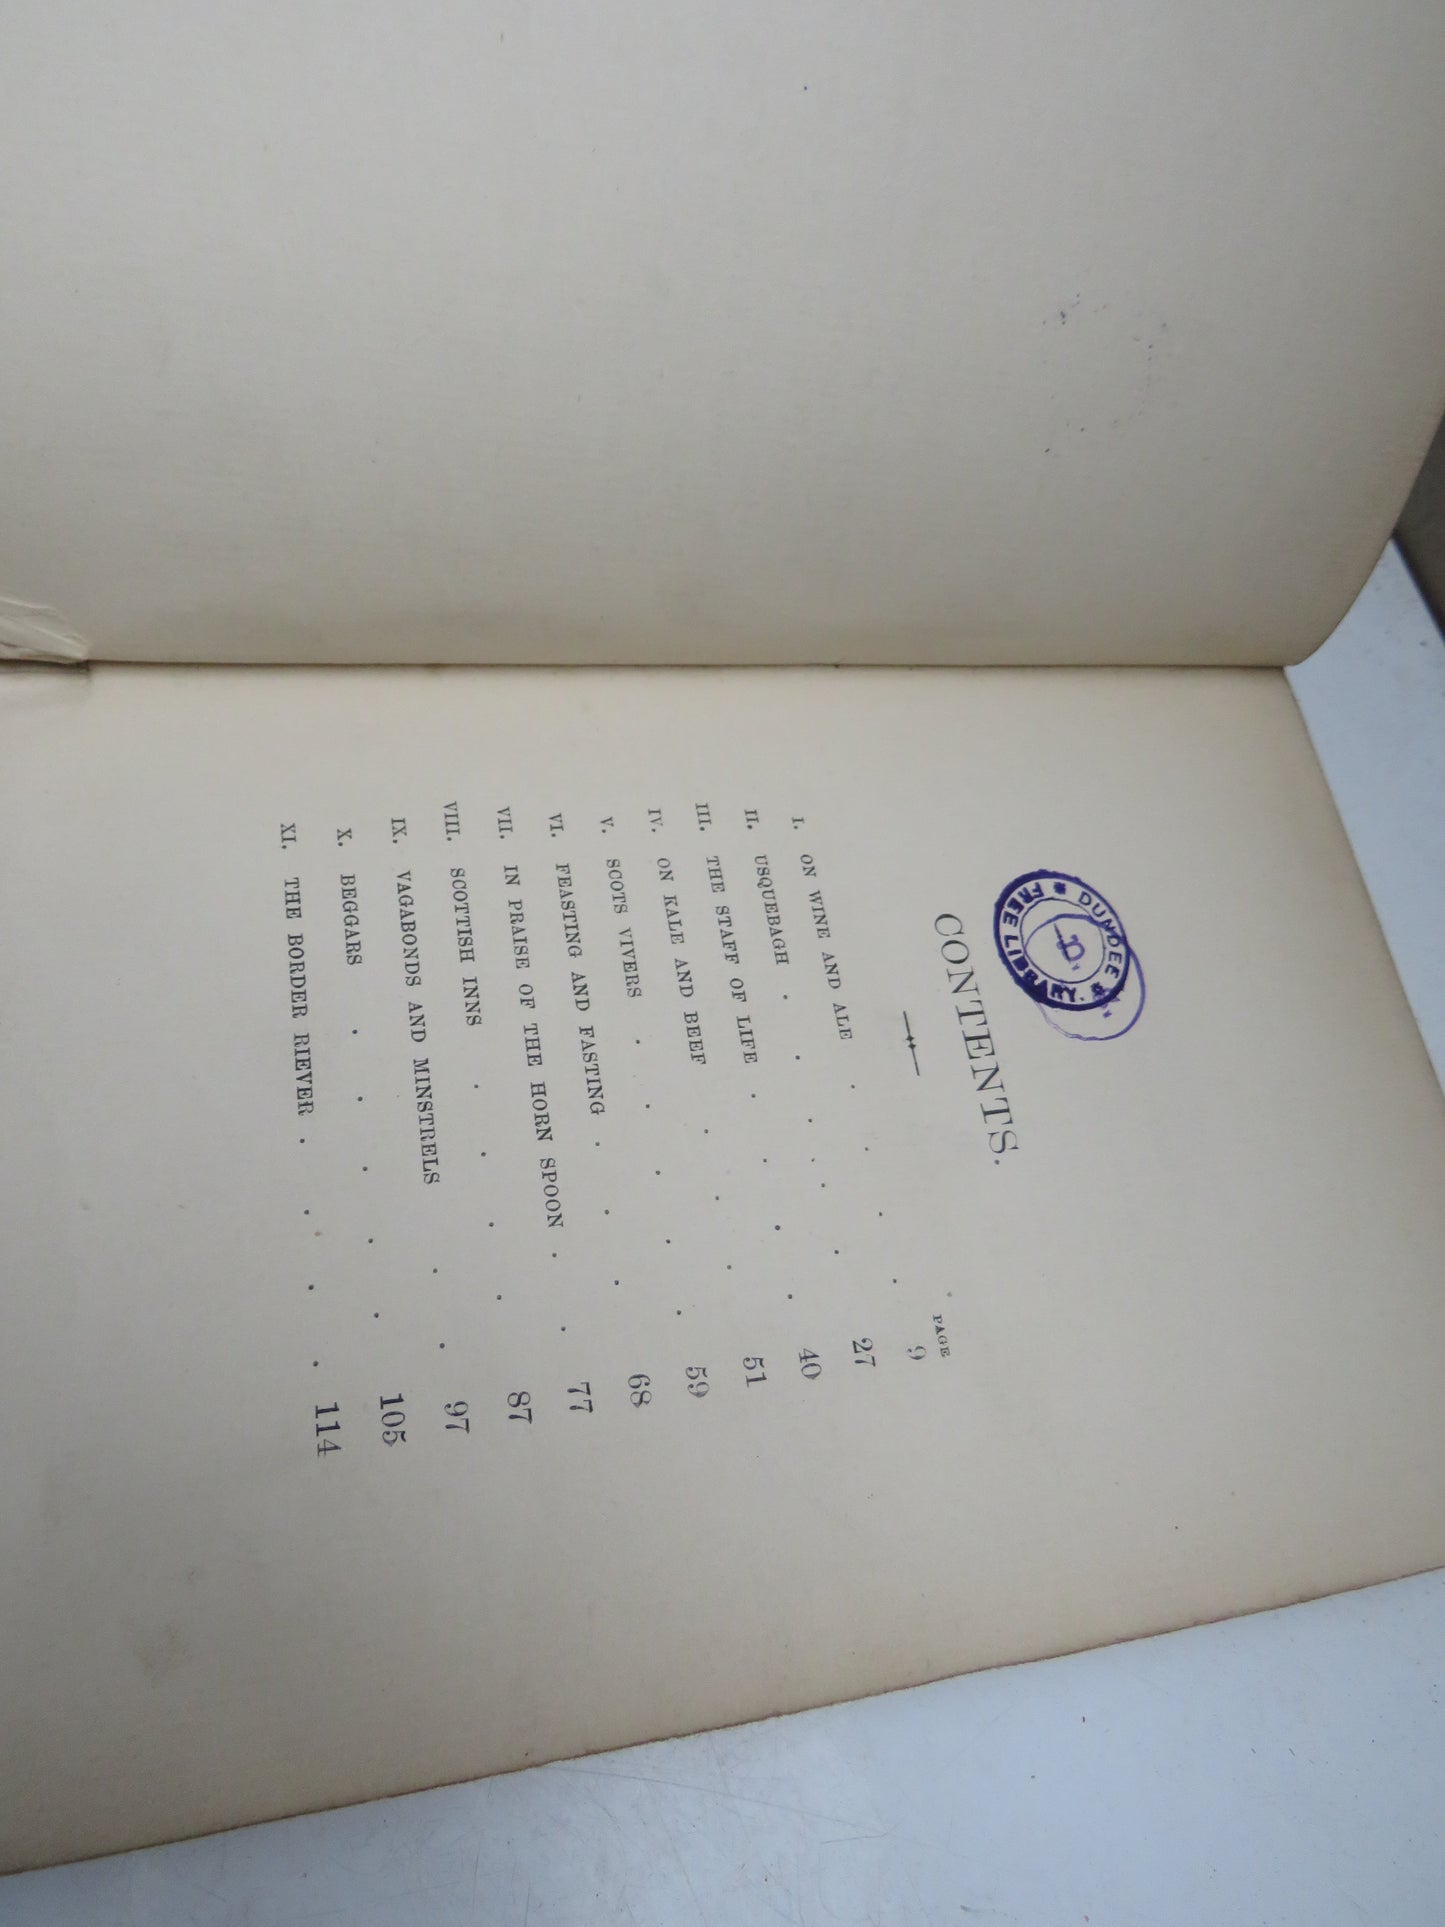 DUNDEE
FREE LIBRARY.
CONTENTS.
PAGE
I. ON WINE AND ALE . . . . 9
II. USQUEBAGH . . . . . 27
III. THE STAFF OF LIFE . . . . 40
IV. ON KALE AND BEEF . . . . 51
V. SCOTS VIVERS . . . . . 59
VI. FEASTING AND FASTING . . . 68
VII. IN PRAISE OF THE HORN SPOON . . 77
VIII. SCOTTISH INNS . . . . 87
IX. VAGABONDS AND MINSTRELS . . 97
X. BEGGARS . . . . . 105
XI. THE BORDER RIEVER . . . . 114